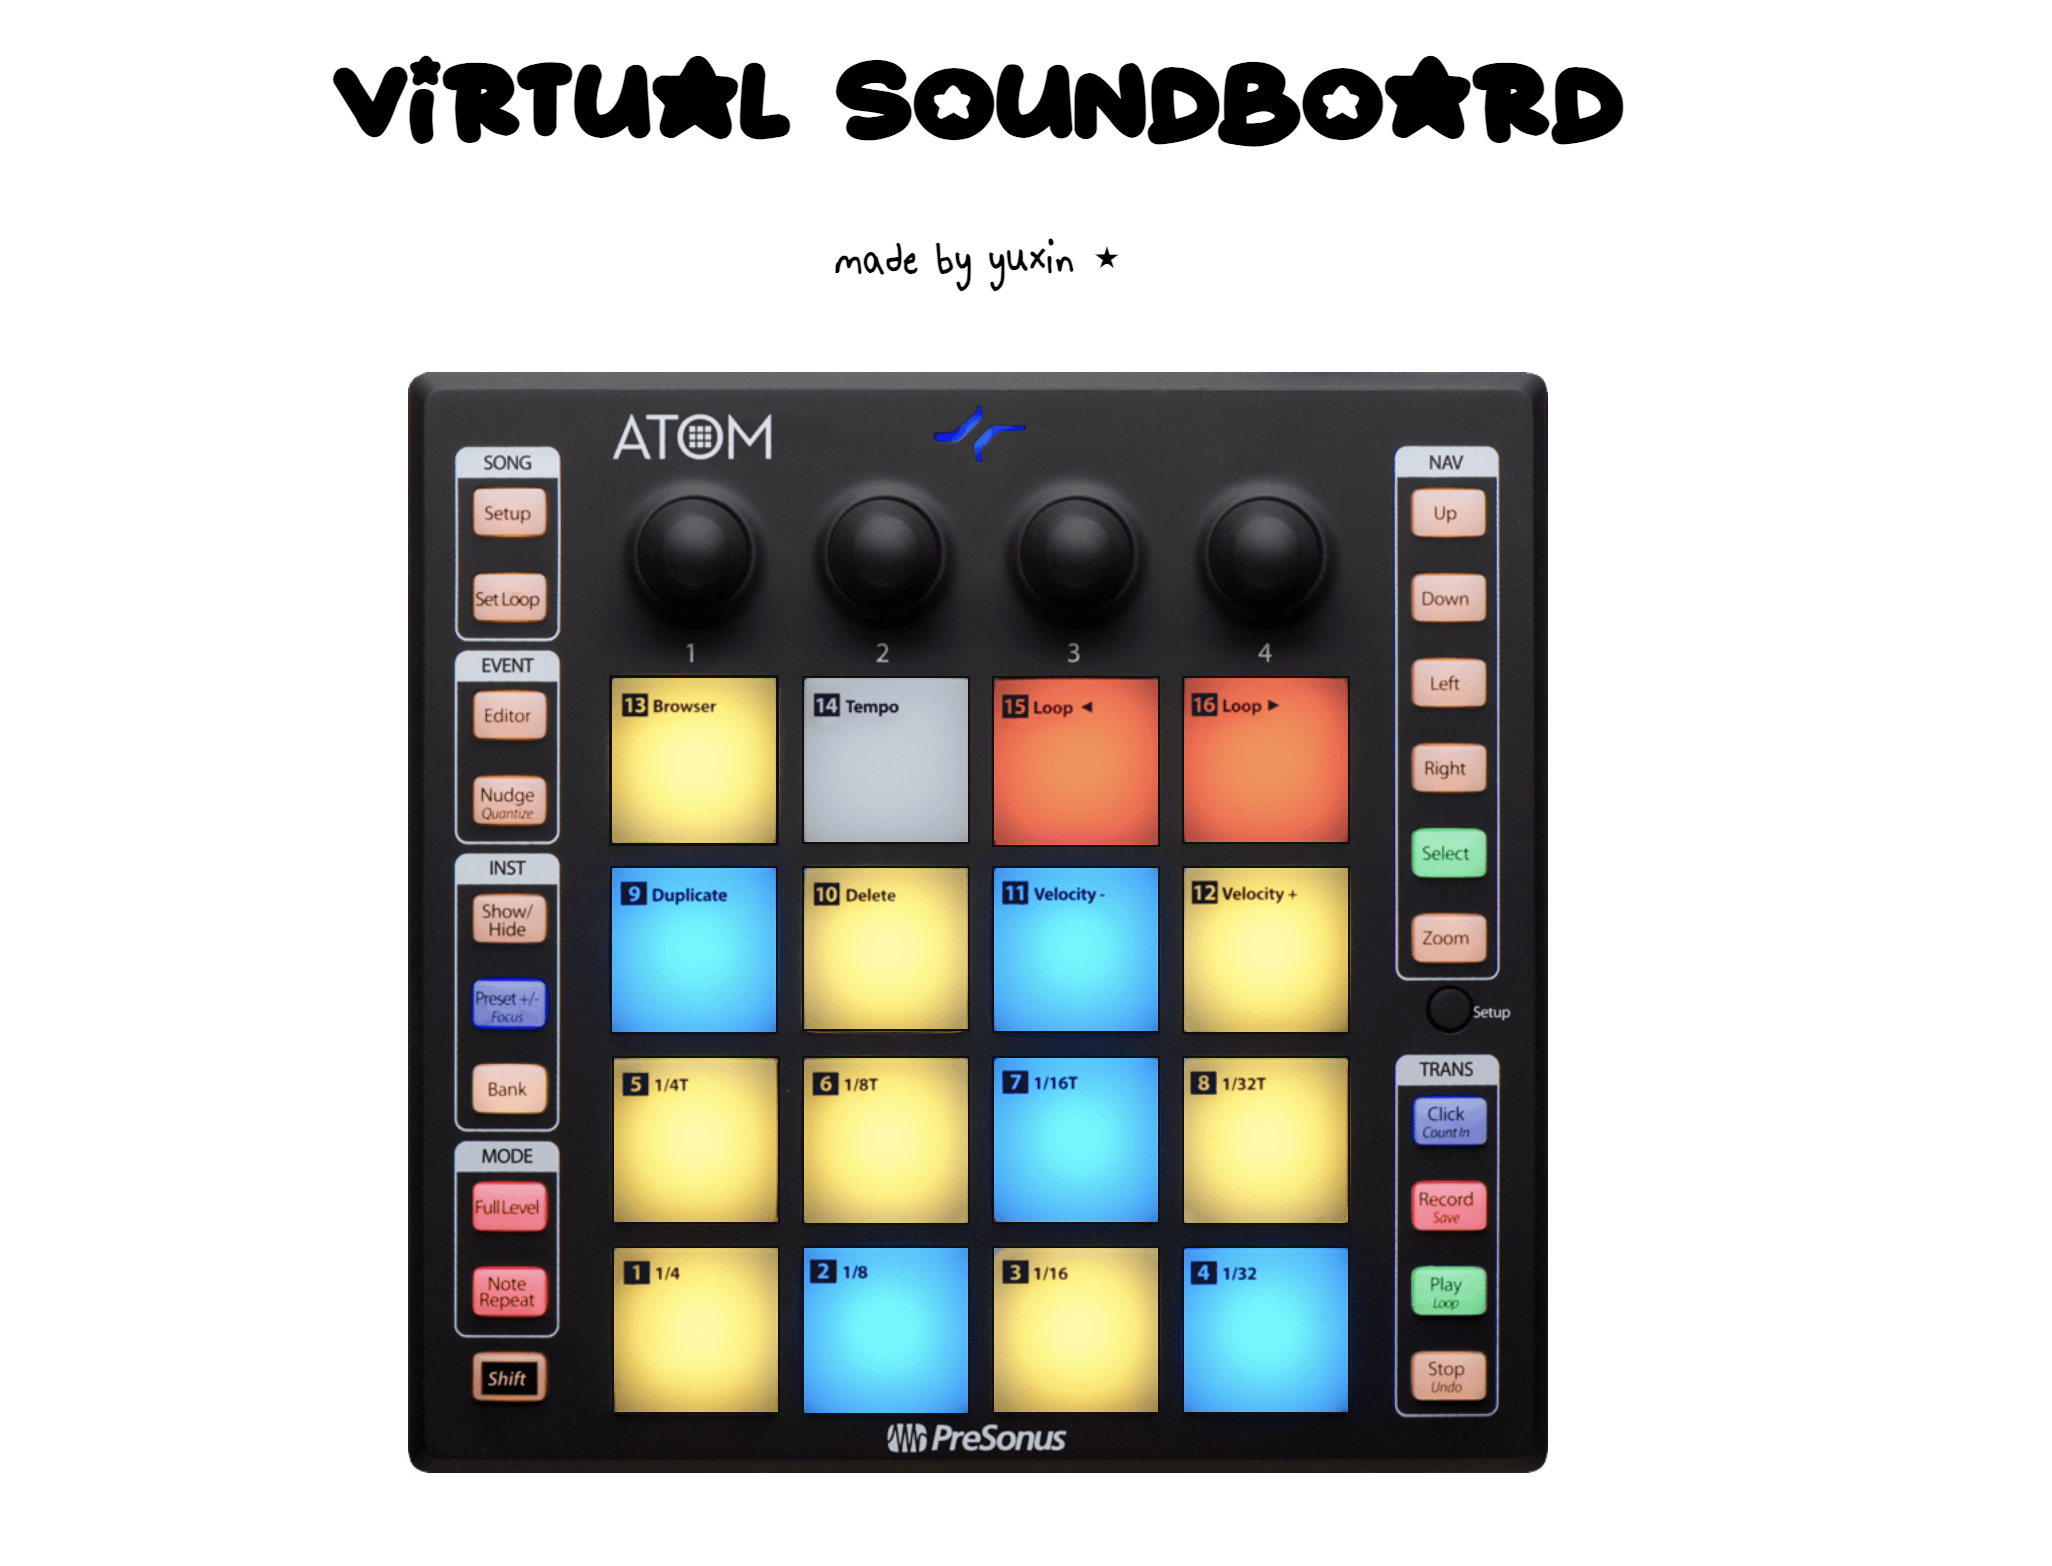 ViRTUAL SOUNDBOARD
made by yuxin ★
ATOM
SONG
Setup
Set Loop
EVENT
Editor
Nudge
Quantize
INST
Show/
Hide
Preset +/-
Focus
Bank
MODE
Full Level
Note
Repeat
Shift
1 2 3 4
13 Browser
14 Tempo
15 Loop ◄
16 Loop ►
9 Duplicate
10 Delete
11 Velocity -
12 Velocity +
5 1/4T
6 1/8T
7 1/16T
8 1/32T
1 1/4
2 1/8
3 1/16
4 1/32
PreSonus
NAV
Up
Down
Left
Right
Select
Zoom
Setup
TRANS
Click
Count In
Record
Save
Play
Loop
Stop
Undo